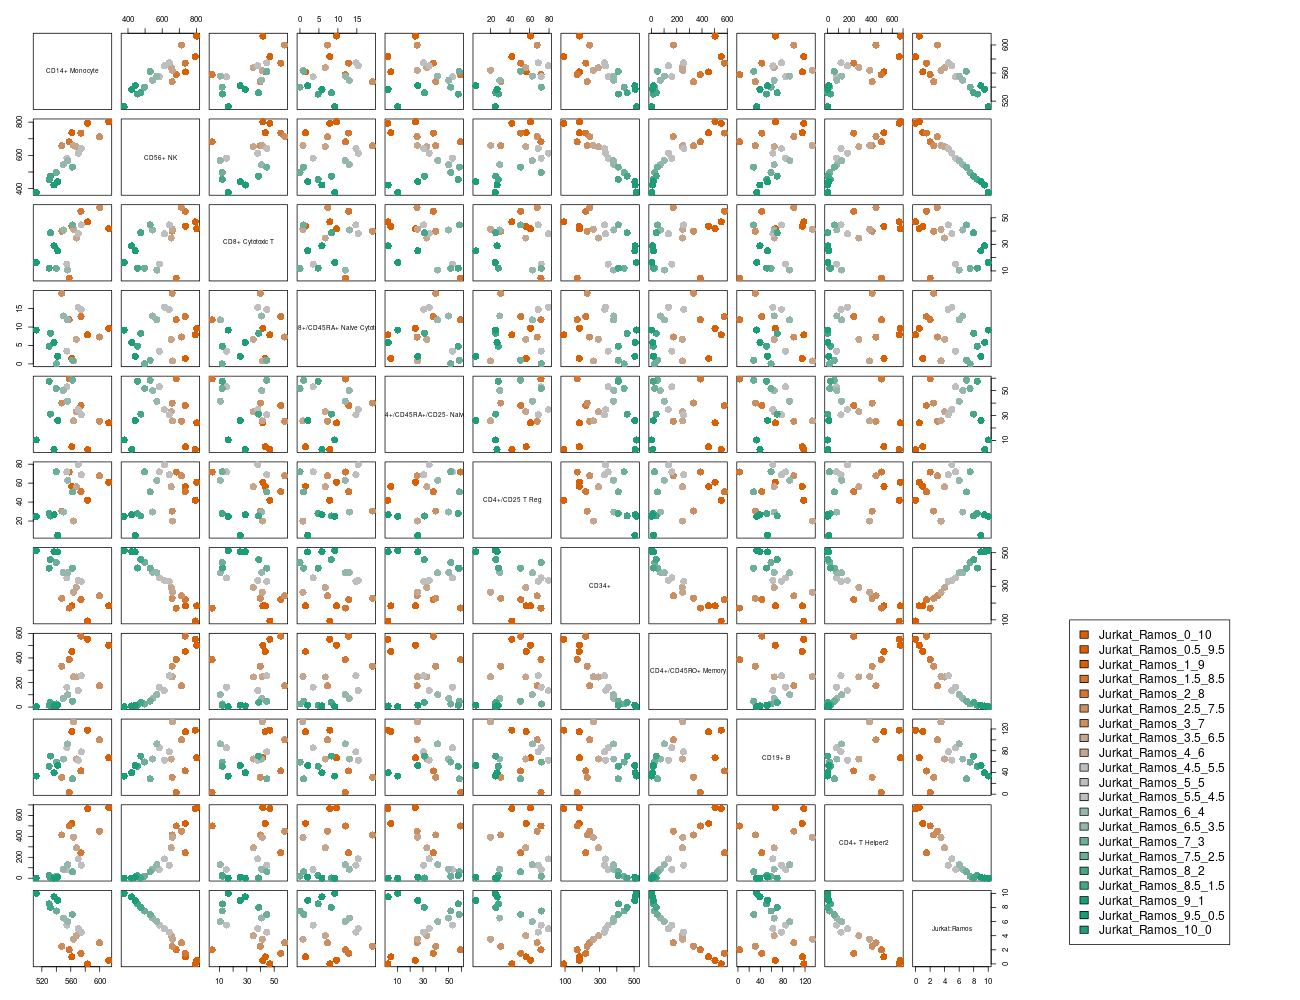 400 600 800 0 5 10 15 20 40 60 80 0 200 400 600 0 200 400 600
CD14+ Monocyte
520 560 600
400 600 800
CD56+ NK
CD8+ Cytotoxic T
10 30 50
0 5 10 15
8+/CD45RA+ Naive Cytot
4+/CD45RA+/CD25- Naiv
10 30 50
20 40 60 80
CD4+/CD25 T Reg
CD34+
100 300 500
0 200 400 600
CD4+/CD45RO+ Memory
CD19+ B
0 40 80 120
0 200 400 600
CD4+ T Helper2
Jurkat:Ramos
0 2 4 6 8 10
520 560 600 10 30 50 10 30 50 100 300 500 0 40 80 120 0 2 4 6 8 10
Jurkat_Ramos_0_10
Jurkat_Ramos_0.5_9.5
Jurkat_Ramos_1_9
Jurkat_Ramos_1.5_8.5
Jurkat_Ramos_2_8
Jurkat_Ramos_2.5_7.5
Jurkat_Ramos_3_7
Jurkat_Ramos_3.5_6.5
Jurkat_Ramos_4_6
Jurkat_Ramos_4.5_5.5
Jurkat_Ramos_5_5
Jurkat_Ramos_5.5_4.5
Jurkat_Ramos_6_4
Jurkat_Ramos_6.5_3.5
Jurkat_Ramos_7_3
Jurkat_Ramos_7.5_2.5
Jurkat_Ramos_8_2
Jurkat_Ramos_8.5_1.5
Jurkat_Ramos_9_1
Jurkat_Ramos_9.5_0.5
Jurkat_Ramos_10_0